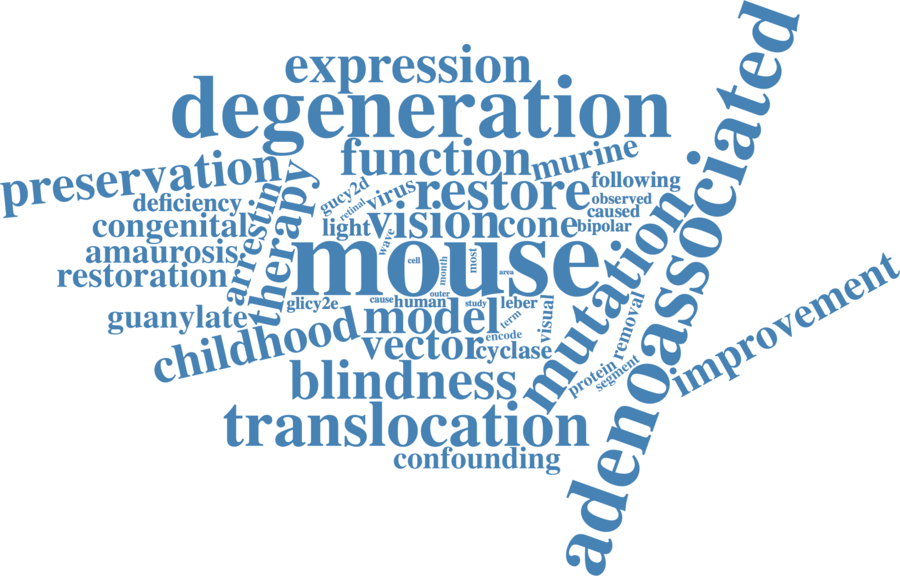 expression
degeneration
adenoassociated
function
murine
preservation
restore
following
deficiency
arrestin
therapy
gucy2d
virus
retinal
observed
caused
congenital
light
vision
cone
bipolar
wave
amaurosis
mouse
mutation
restoration
cell
month
most
area
outer
glicy2e
cause
human
study
leber
visual
removal
improvement
guanylate
model
term
encode
childhood
vector
cyclase
protein
segment
blindness
translocation
confounding